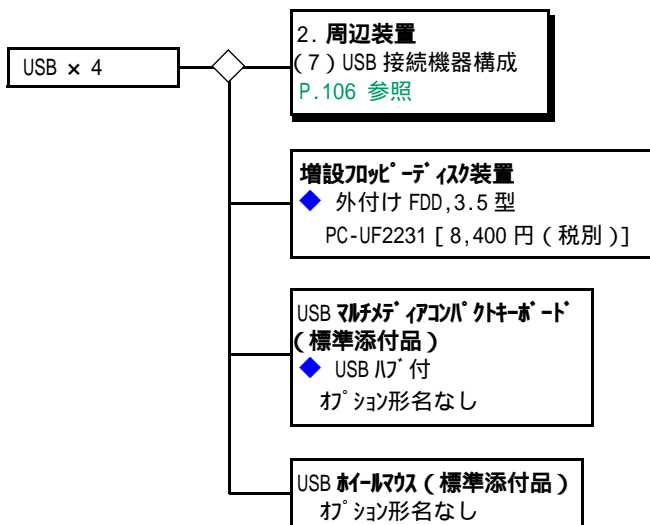 USB × 4
2. 周辺装置
(7)USB 接続機器構成
P.106 参照
増設ﾌﾛｯﾋﾟｰﾃﾞｨｽｸ装置
◆ 外付け FDD,3.5 型
PC-UF2231 [ 8,400 円(税別)]
USB ﾏﾙﾁﾒﾃﾞｨｱｺﾝﾊﾟｸﾄｷｰﾎﾞｰﾄﾞ
(標準添付品)
◆ USB ﾊﾌﾞ付
ｵﾌﾟｼｮﾝ形名なし
USB ﾎｲｰﾙﾏｳｽ(標準添付品)
ｵﾌﾟｼｮﾝ形名なし